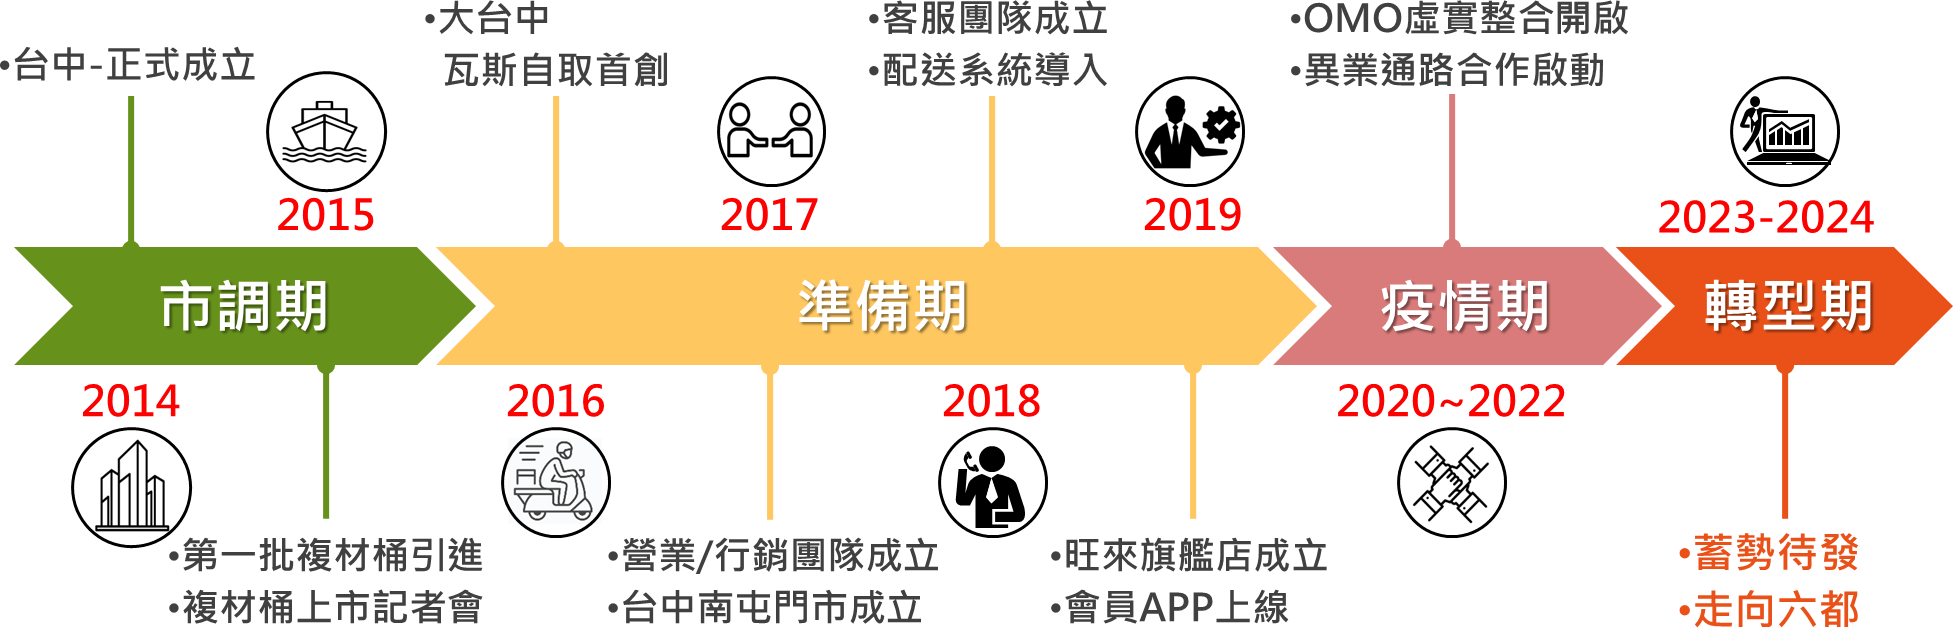 •大台中
瓦斯自取首創
•客服團隊成立
•配送系統導入
•OMO虛實整合開啟
•異業通路合作啟動
•台中-正式成立
2015
2017
2019
2023-2024
市調期
準備期
疫情期
轉型期
2014
2016
2018
2020~2022
•第一批複材桶引進
•複材桶上市記者會
•營業/行銷團隊成立
•台中南屯門市成立
•旺來旗艦店成立
•會員APP上線
•蓄勢待發
•走向六都